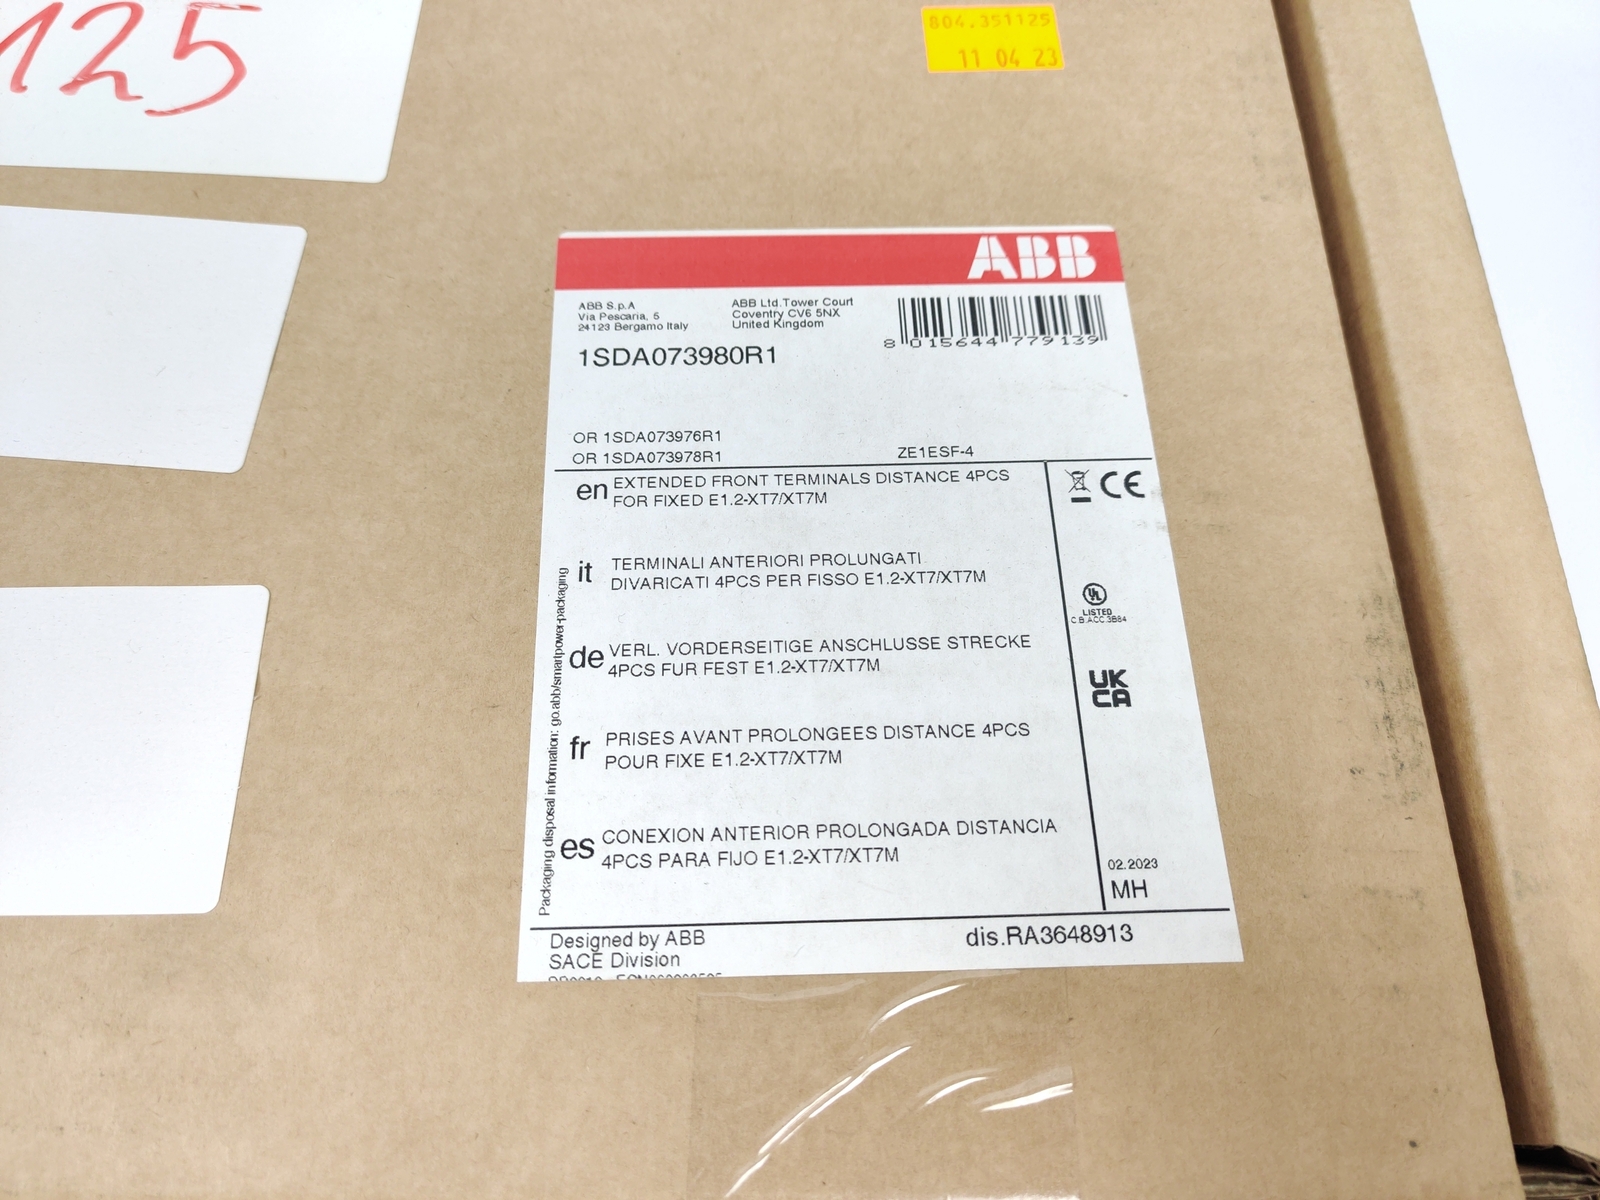 125
804.351125
11 04 23
ABB
ABB S.p.A
Via Pescaria, 5
24123 Bergamo Italy
ABB Ltd.Tower Court
Coventry CV6 5NX
United Kingdom
8 015644 779139
1SDA073980R1
OR 1SDA073976R1
OR 1SDA073978R1
ZE1ESF-4
en EXTENDED FRONT TERMINALS DISTANCE 4PCS
FOR FIXED E1.2-XT7/XT7M
CE
it TERMINALI ANTERIORI PROLUNGATI
DIVARICATI 4PCS PER FISSO E1.2-XT7/XT7M
UL
LISTED
C.B.ACC.3B84
de VERL. VORDERSEITIGE ANSCHLUSSE STRECKE
4PCS FUR FEST E1.2-XT7/XT7M
UK
CA
fr PRISES AVANT PROLONGEES DISTANCE 4PCS
POUR FIXE E1.2-XT7/XT7M
es CONEXION ANTERIOR PROLONGADA DISTANCIA
4PCS PARA FIJO E1.2-XT7/XT7M
Packaging disposal information: go.abb/smartpower-packaging
02.2023
MH
Designed by ABB
SACE Division
dis.RA3648913